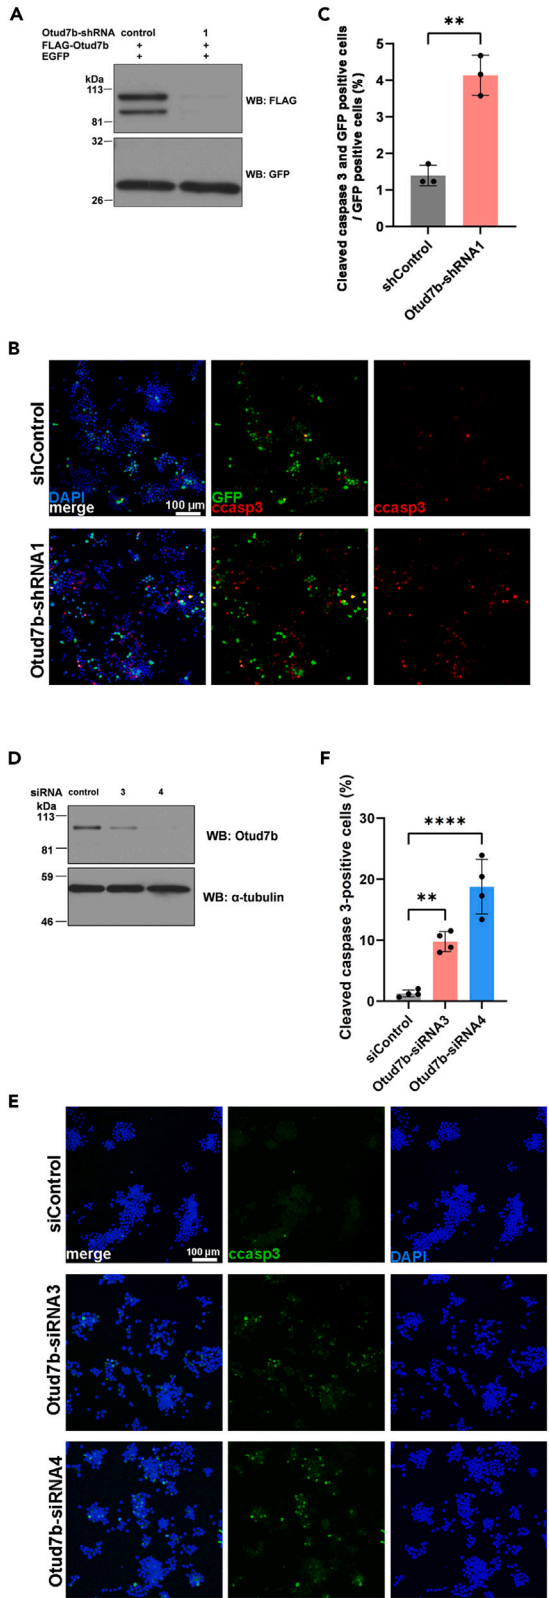 A
Otud7b-shRNA control 1
FLAG-Otud7b + +
EGFP + +
kDa
113
81
WB: FLAG
32
26
WB: GFP
C
Cleaved caspase 3 and GFP positive cells
/ GFP positive cells (%)
5
4
3
2
1
0
**
shControl
Otud7b-shRNA1
B
shControl
DAPI
merge
100 µm
GFP
ccasp3
ccasp3
Otud7b-shRNA1
D
siRNA control 3 4
kDa
113
81
WB: Otud7b
59
46
WB: α-tubulin
F
Cleaved caspase 3-positive cells (%)
30
20
10
0
****
**
siControl
Otud7b-siRNA3
Otud7b-siRNA4
E
siControl
merge
100 µm
ccasp3
DAPI
Otud7b-siRNA3
Otud7b-siRNA4